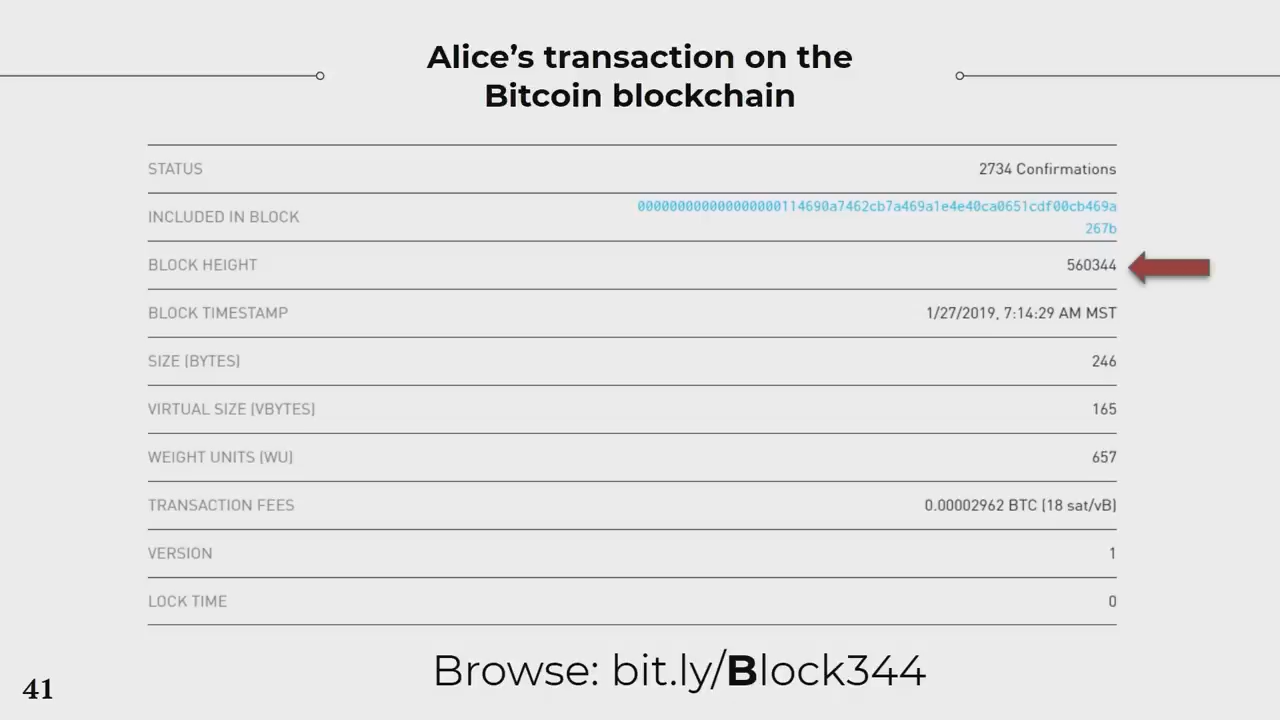 Alice’s transaction on the
Bitcoin blockchain
STATUS 2734 Confirmations
INCLUDED IN BLOCK 000000000000000000114690a7462cb7a469a1e4e40ca0651cdf00cb469a
267b
BLOCK HEIGHT 560344
BLOCK TIMESTAMP 1/27/2019, 7:14:29 AM MST
SIZE (BYTES) 246
VIRTUAL SIZE (VBYTES) 165
WEIGHT UNITS (WU) 657
TRANSACTION FEES 0.00002962 BTC (18 sat/vB)
VERSION 1
LOCK TIME 0
Browse: bit.ly/Block344
41